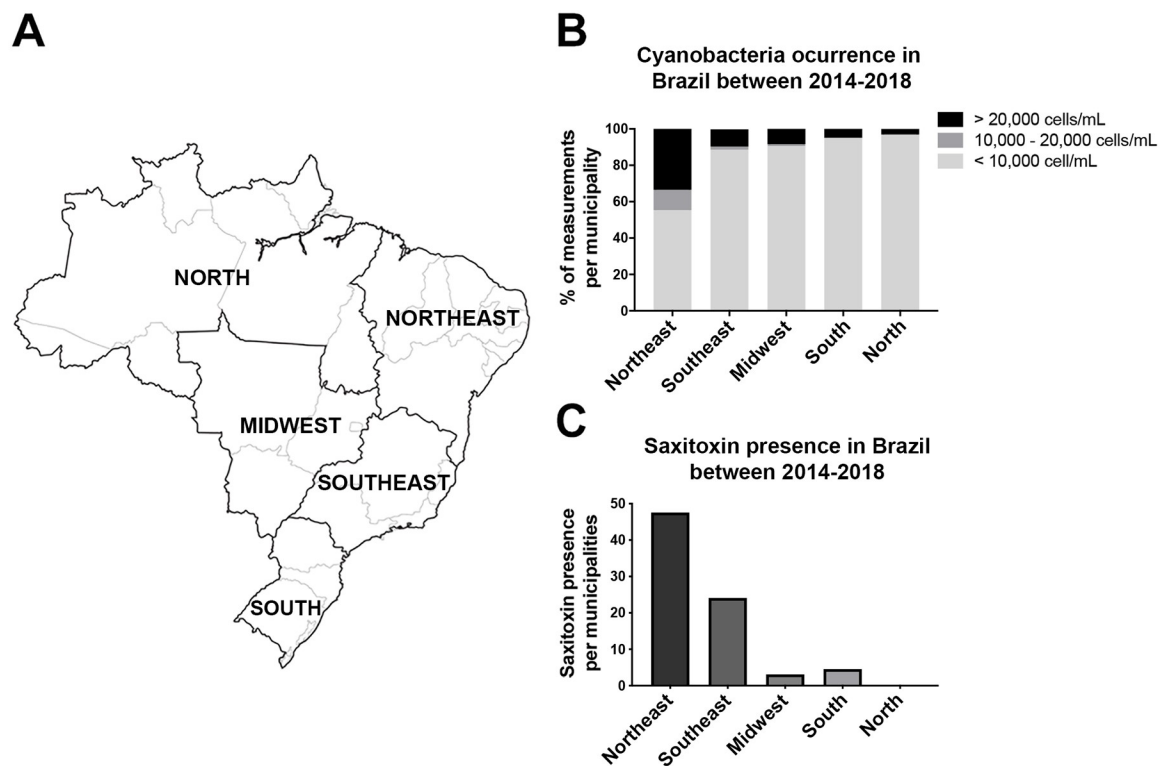 A
NORTH
NORTHEAST
MIDWEST
SOUTHEAST
SOUTH
B
Cyanobacteria ocurrence in
Brazil between 2014-2018
> 20,000 cells/mL
10,000 - 20,000 cells/mL
< 10,000 cell/mL
% of measurements
per municipality
100
80
60
40
20
0
Northeast
Southeast
Midwest
South
North
C
Saxitoxin presence in Brazil
between 2014-2018
Saxitoxin presence
per municipalities
50
40
30
20
10
0
Northeast
Southeast
Midwest
South
North